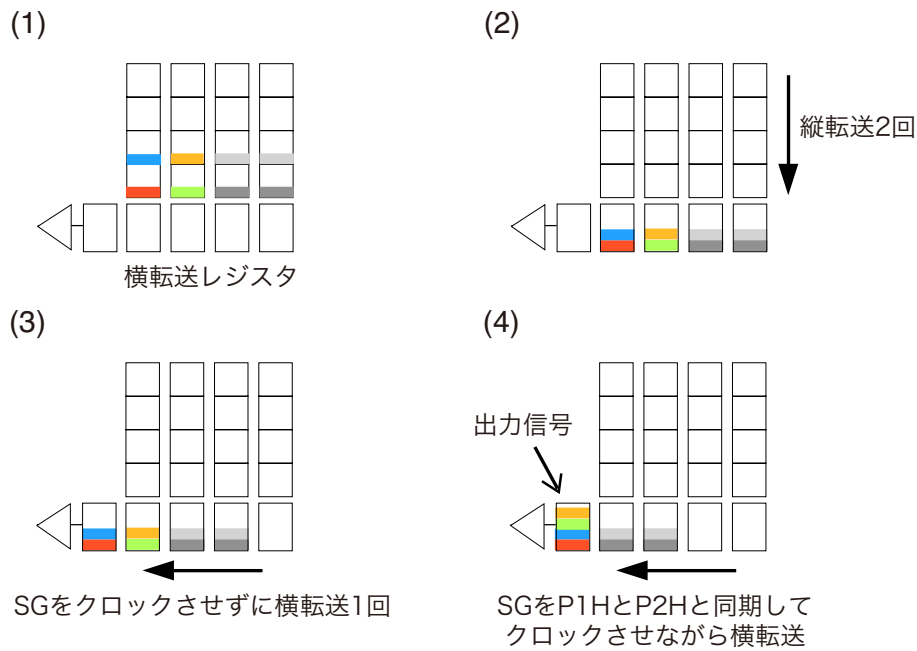 (1)
横転送レジスタ
(2)
縦転送2回
(3)
SGをクロックさせずに横転送1回
(4)
出力信号
SGをP1HとP2Hと同期して
クロックさせながら横転送